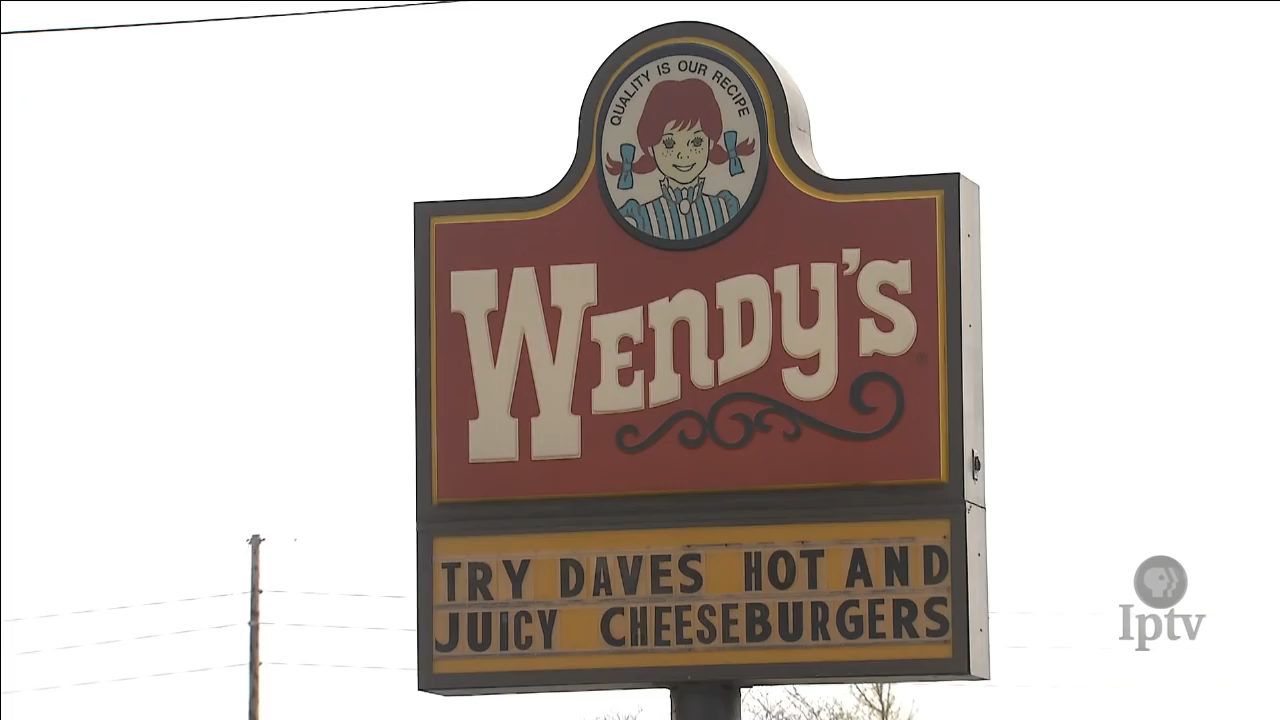 QUALITY IS OUR RECIPE
WENDY'S
TRY DAVES HOT AND
JUICY CHEESEBURGERS
Iptv